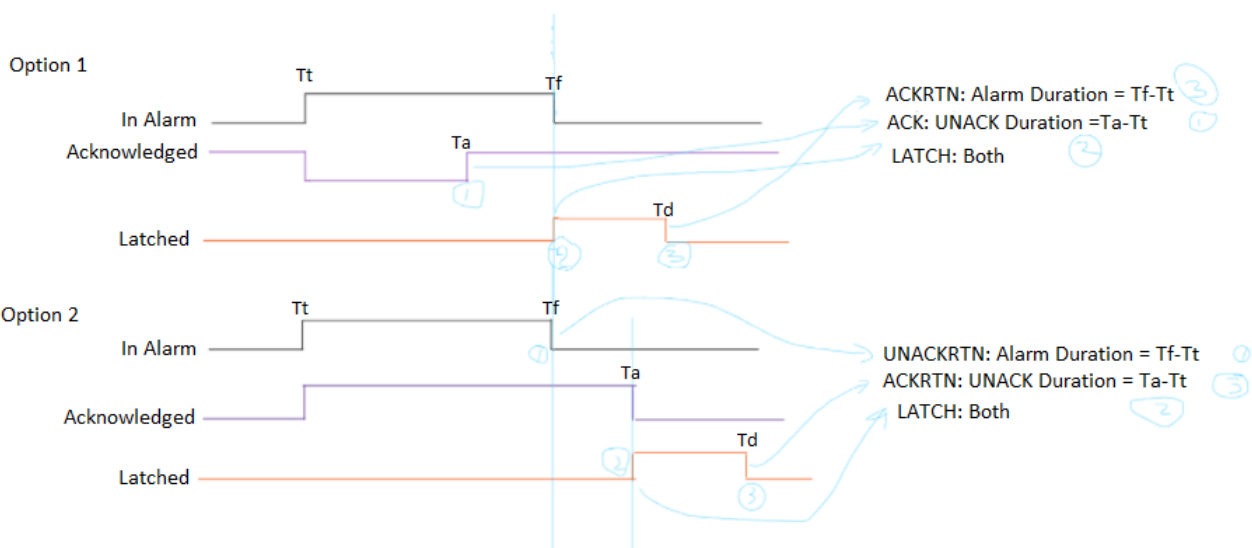 Option 1
Tt
Tf
In Alarm
Acknowledged
Ta
1
Td
Latched
2
3
ACKRTN: Alarm Duration = Tf-Tt 3
ACK: UNACK Duration =Ta-Tt 1
LATCH: Both 2
Option 2
Tt
Tf
In Alarm
1
Ta
Acknowledged
Td
Latched
2
3
UNACKRTN: Alarm Duration = Tf-Tt 1
ACKRTN: UNACK Duration = Ta-Tt 3
LATCH: Both 2